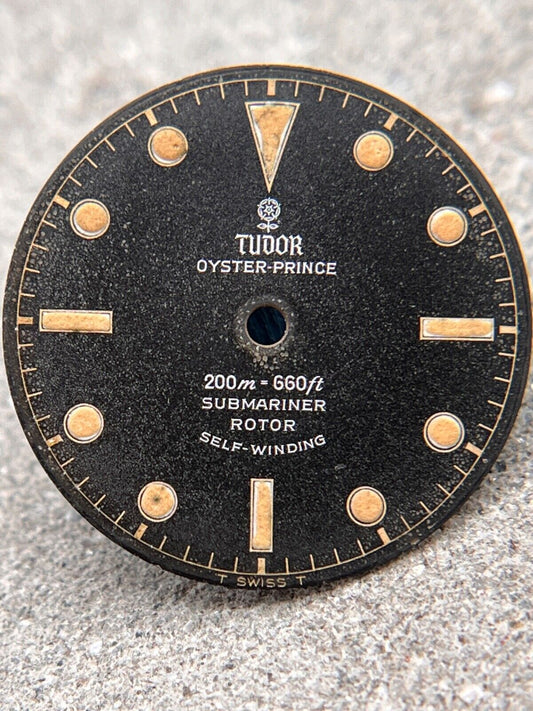 TUDOR
OYSTER-PRINCE
200m = 660ft
SUBMARINER
ROTOR
SELF-WINDING
T SWISS T